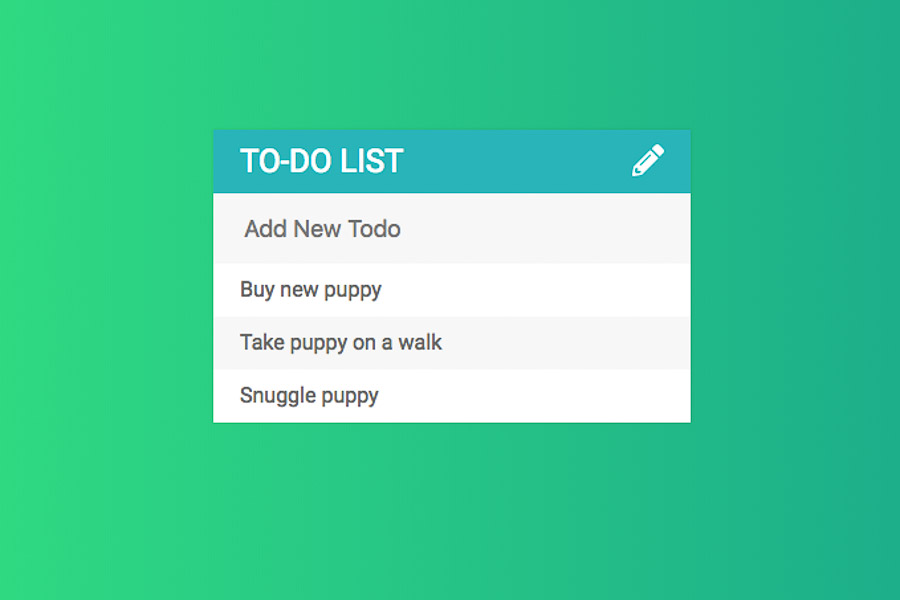 TO-DO LIST
Add New Todo
Buy new puppy
Take puppy on a walk
Snuggle puppy